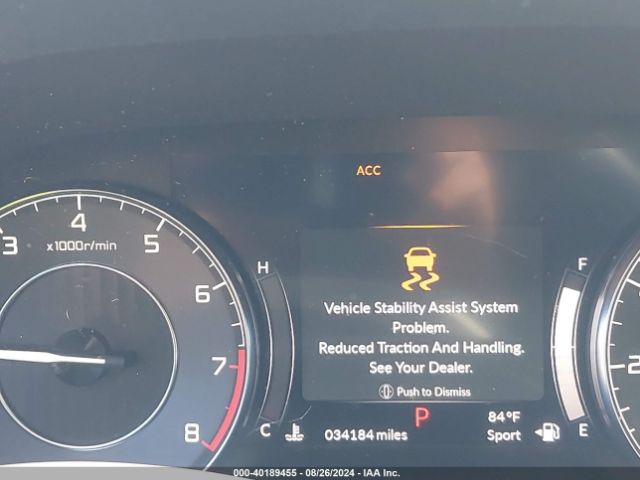 ACC
3
4
5
x1000r/min
6
7
8
H
C
Vehicle Stability Assist System
Problem.
Reduced Traction And Handling.
See Your Dealer.
Push to Dismiss
P
034184 miles
84°F
Sport
F
E
2
000-40189455 - 08/26/2024 - IAA Inc.